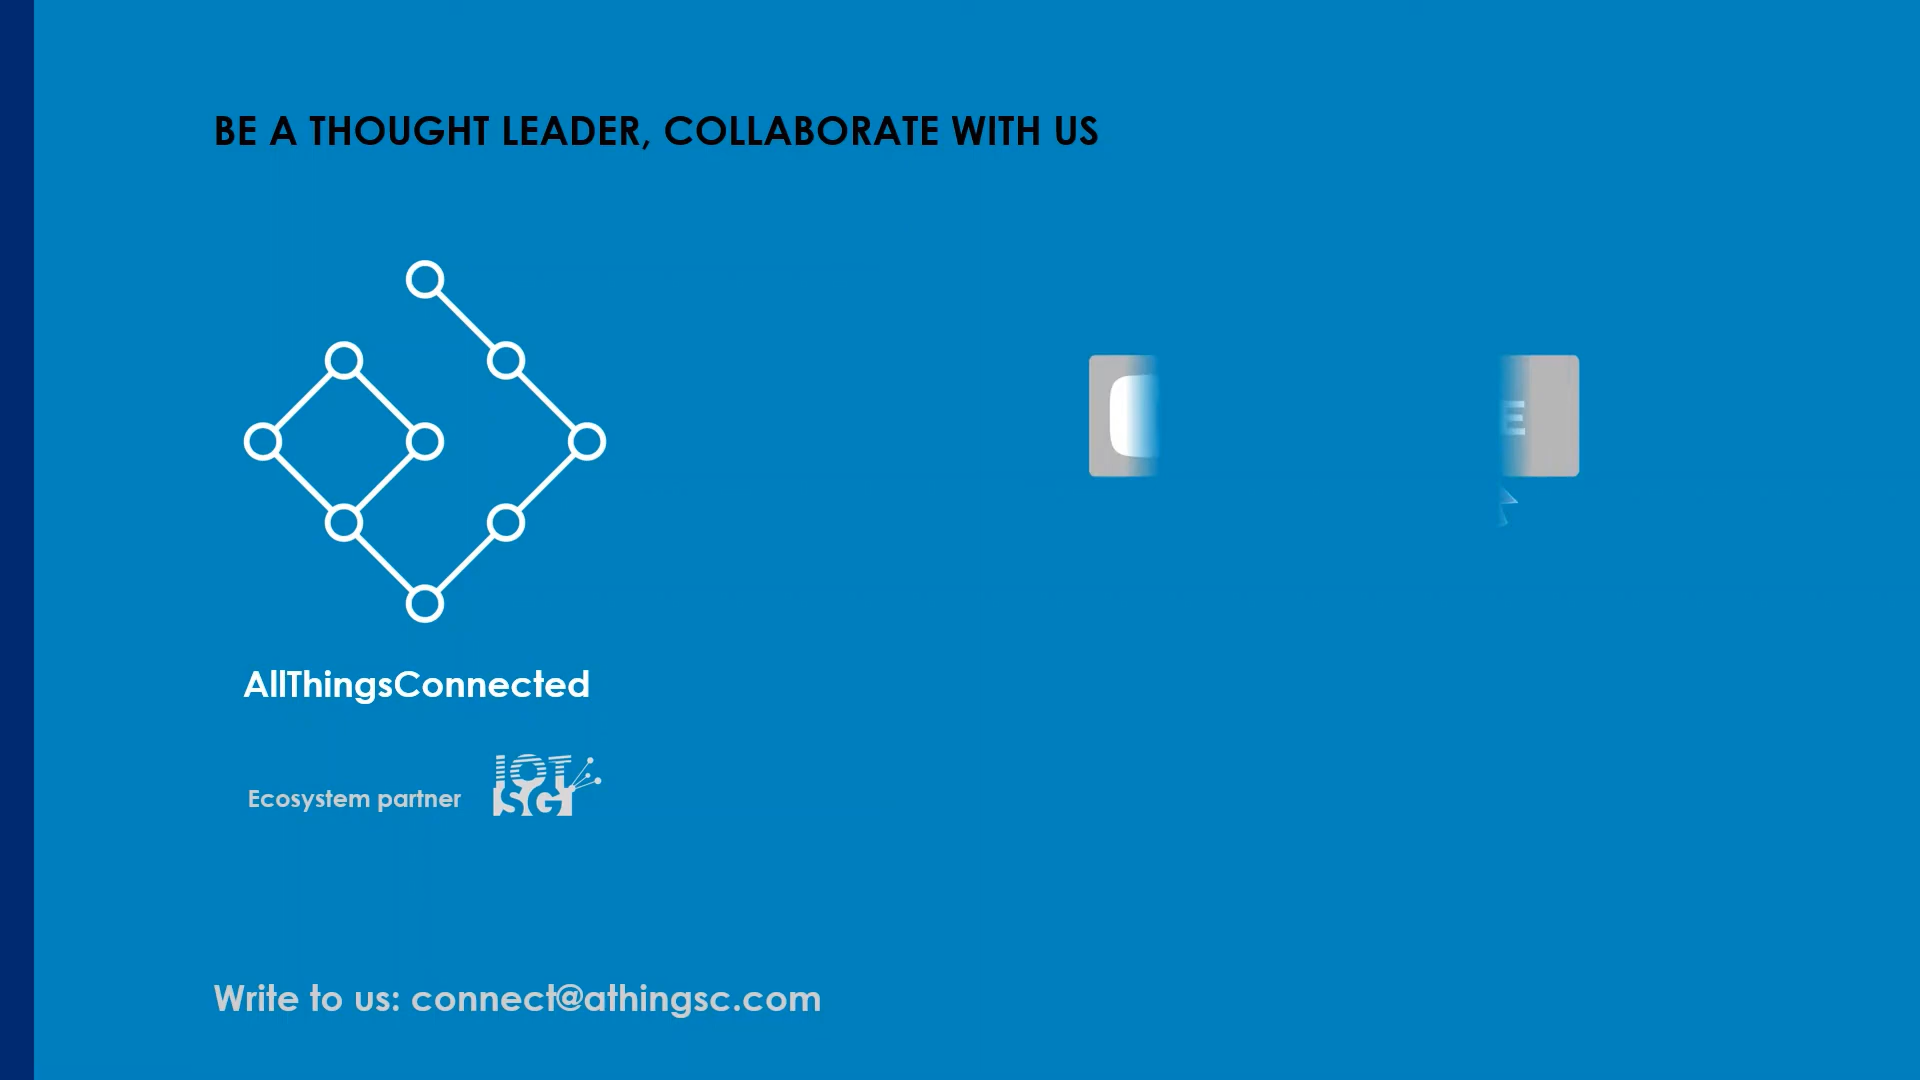 BE A THOUGHT LEADER, COLLABORATE WITH US
AllThingsConnected
Ecosystem partner
IOT
SG
Write to us: connect@athingsc.com